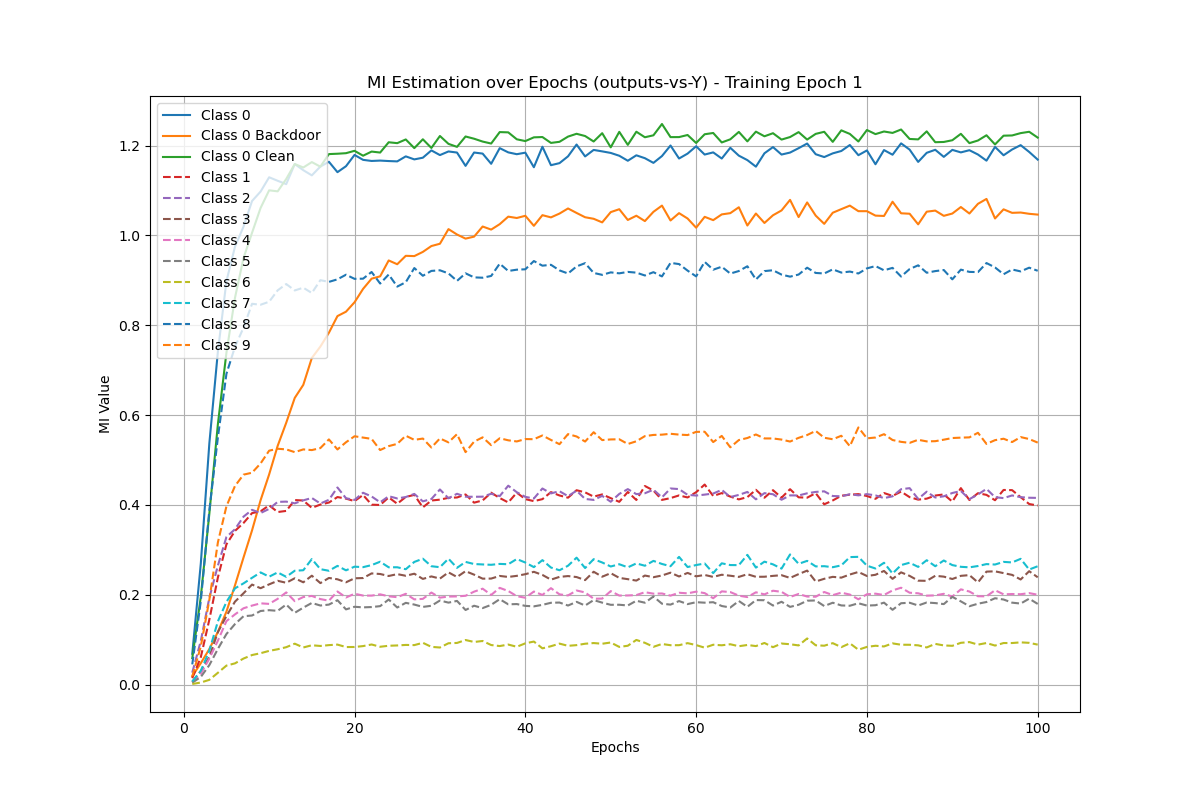 MI Estimation over Epochs (outputs-vs-Y) - Training Epoch 1
Class 0
Class 0 Backdoor
Class 0 Clean
Class 1
Class 2
Class 3
Class 4
Class 5
Class 6
Class 7
Class 8
Class 9
MI Value
1.2
1.0
0.8
0.6
0.4
0.2
0.0
0
20
40
60
80
100
Epochs